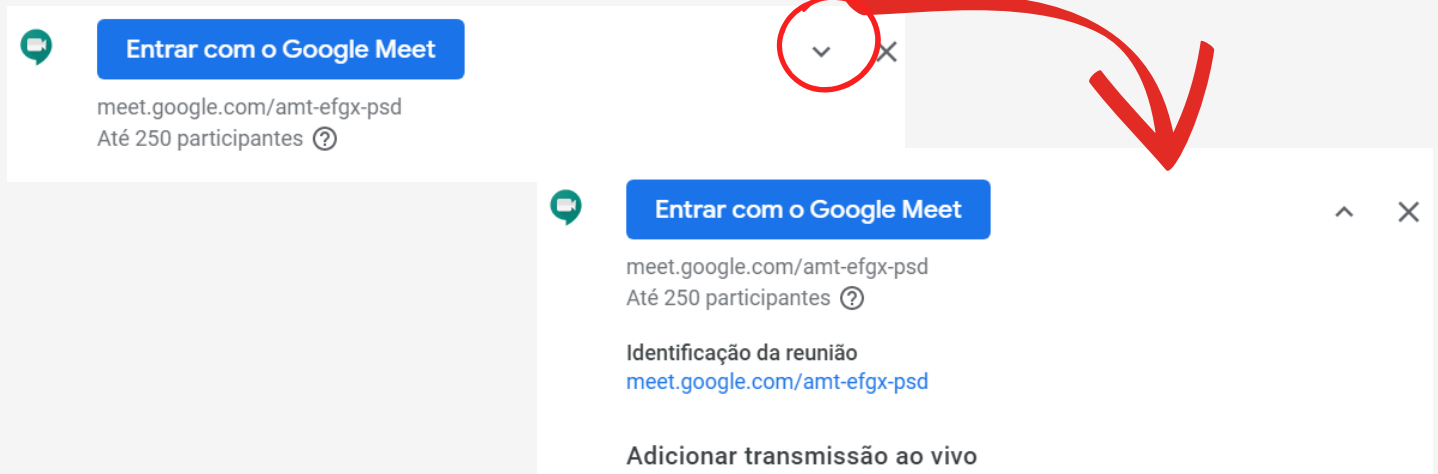 Entrar com o Google Meet
meet.google.com/amt-efgx-psd
Até 250 participantes
Entrar com o Google Meet
meet.google.com/amt-efgx-psd
Até 250 participantes
Identificação da reunião
meet.google.com/amt-efgx-psd
Adicionar transmissão ao vivo